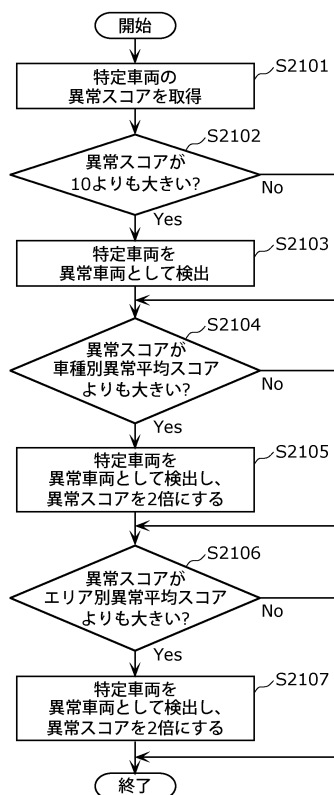 開始
S2101
特定車両の
異常スコアを取得
S2102
異常スコアが
10よりも大きい?
No
Yes
S2103
特定車両を
異常車両として検出
S2104
異常スコアが
車種別異常平均スコア
よりも大きい?
No
Yes
S2105
特定車両を
異常車両として検出し、
異常スコアを2倍にする
S2106
異常スコアが
エリア別異常平均スコア
よりも大きい?
No
Yes
S2107
特定車両を
異常車両として検出し、
異常スコアを2倍にする
終了